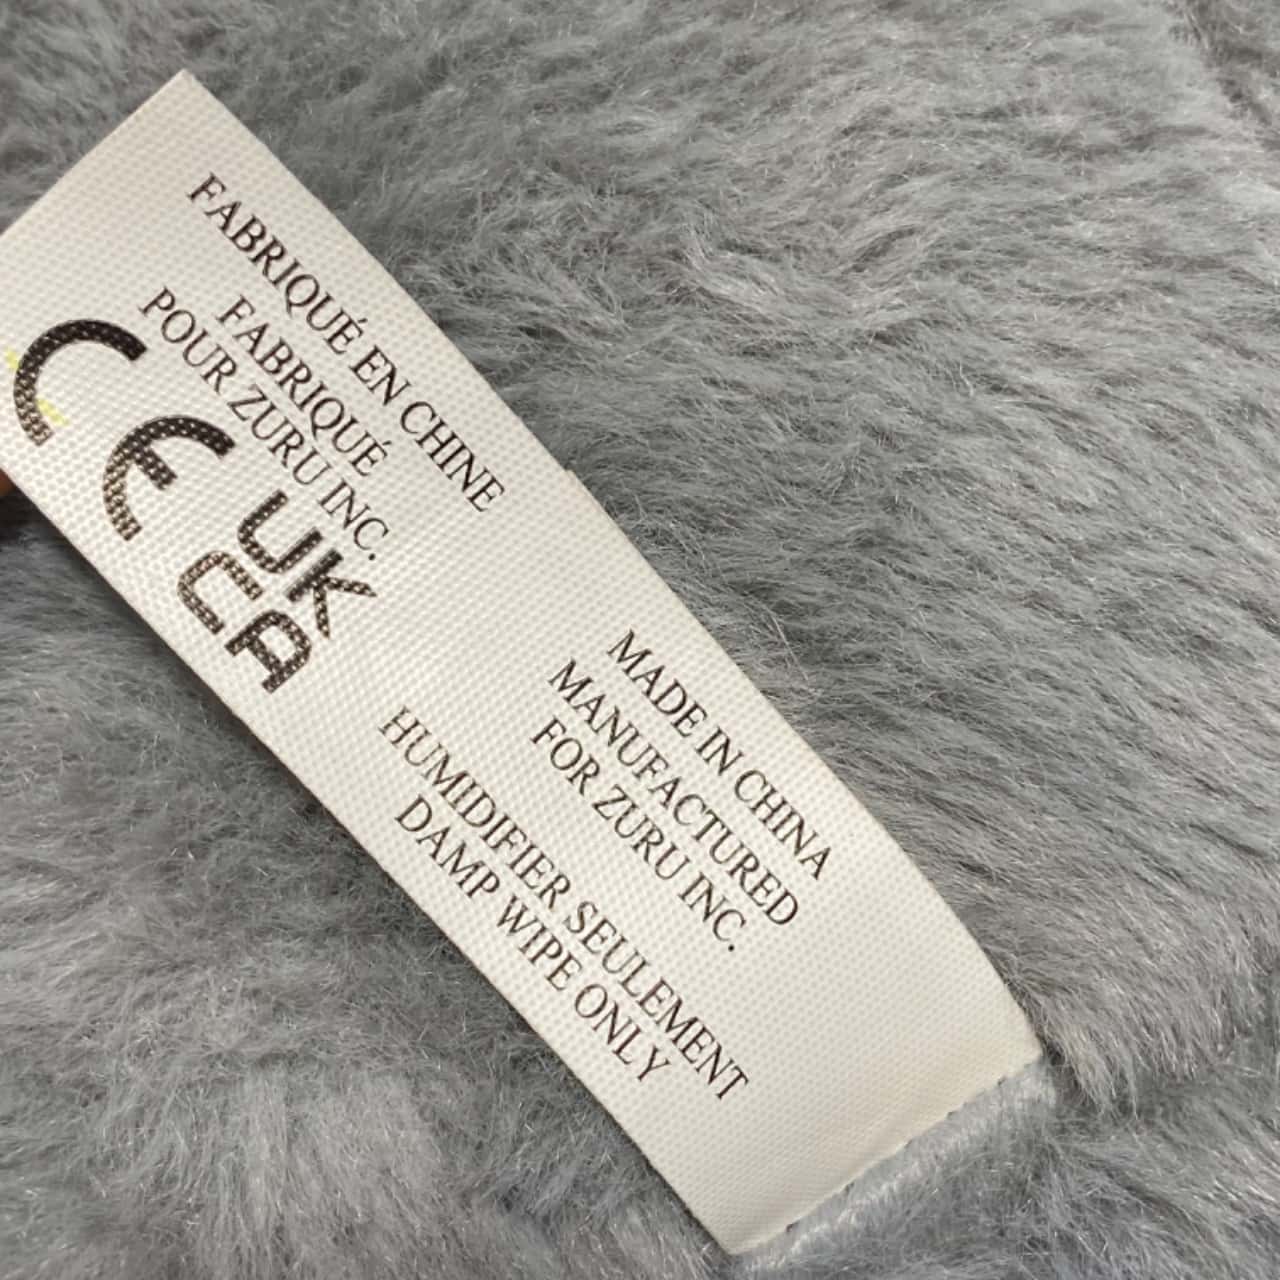 FABRIQUÉ EN CHINE
FABRIQUÉ
POUR ZURU INC.
CE
UK
CA
MADE IN CHINA
MANUFACTURED
FOR ZURU INC.
HUMIDIFIER SEULEMENT
DAMP WIPE ONLY